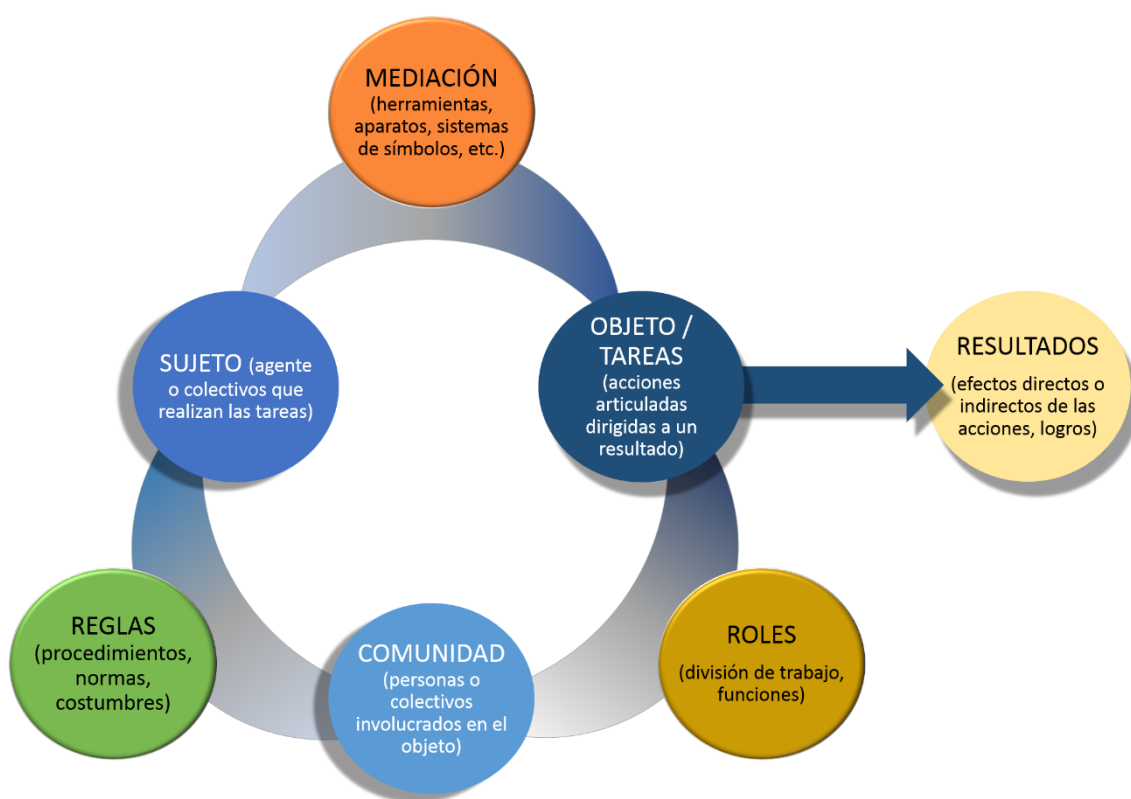 MEDIACIÓN
(herramientas,
aparatos, sistemas
de símbolos, etc.)
SUJETO (agente
o colectivos que
realizan las tareas)
OBJETO /
TAREAS
(acciones
articuladas
dirigidas a un
resultado)
RESULTADOS
(efectos directos o
indirectos de las
acciones, logros)
REGLAS
(procedimientos,
normas,
costumbres)
COMUNIDAD
(personas o
colectivos
involucrados en el
objeto)
ROLES
(división de trabajo,
funciones)